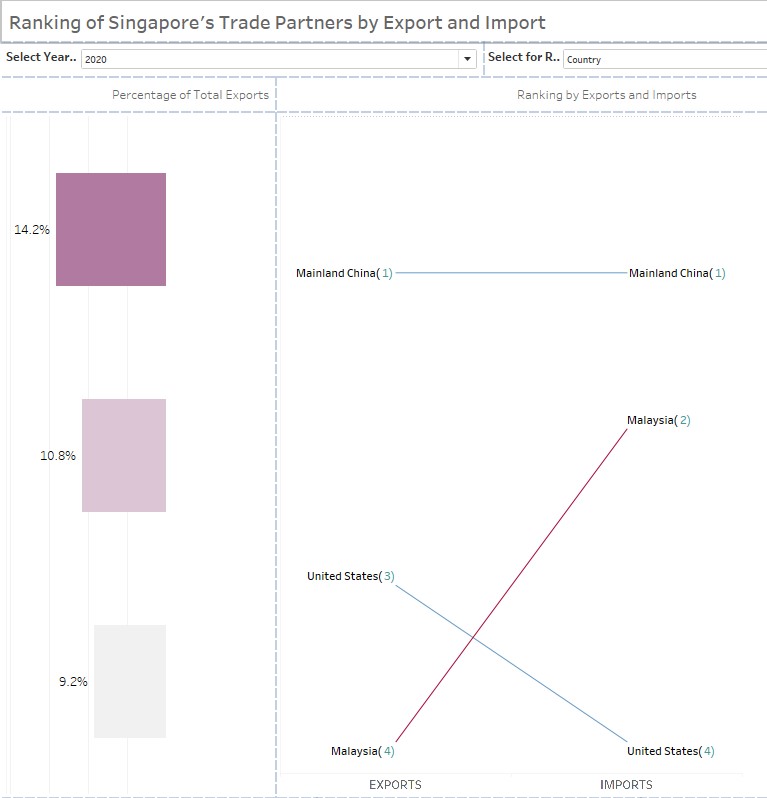 Ranking of Singapore's Trade Partners by Export and Import
Select Year.. 2020 Select for R.. Country
Percentage of Total Exports Ranking by Exports and Imports
14.2%
Mainland China( 1) Mainland China( 1)
Malaysia( 2)
10.8%
United States( 3)
9.2%
Malaysia( 4) United States( 4)
EXPORTS IMPORTS